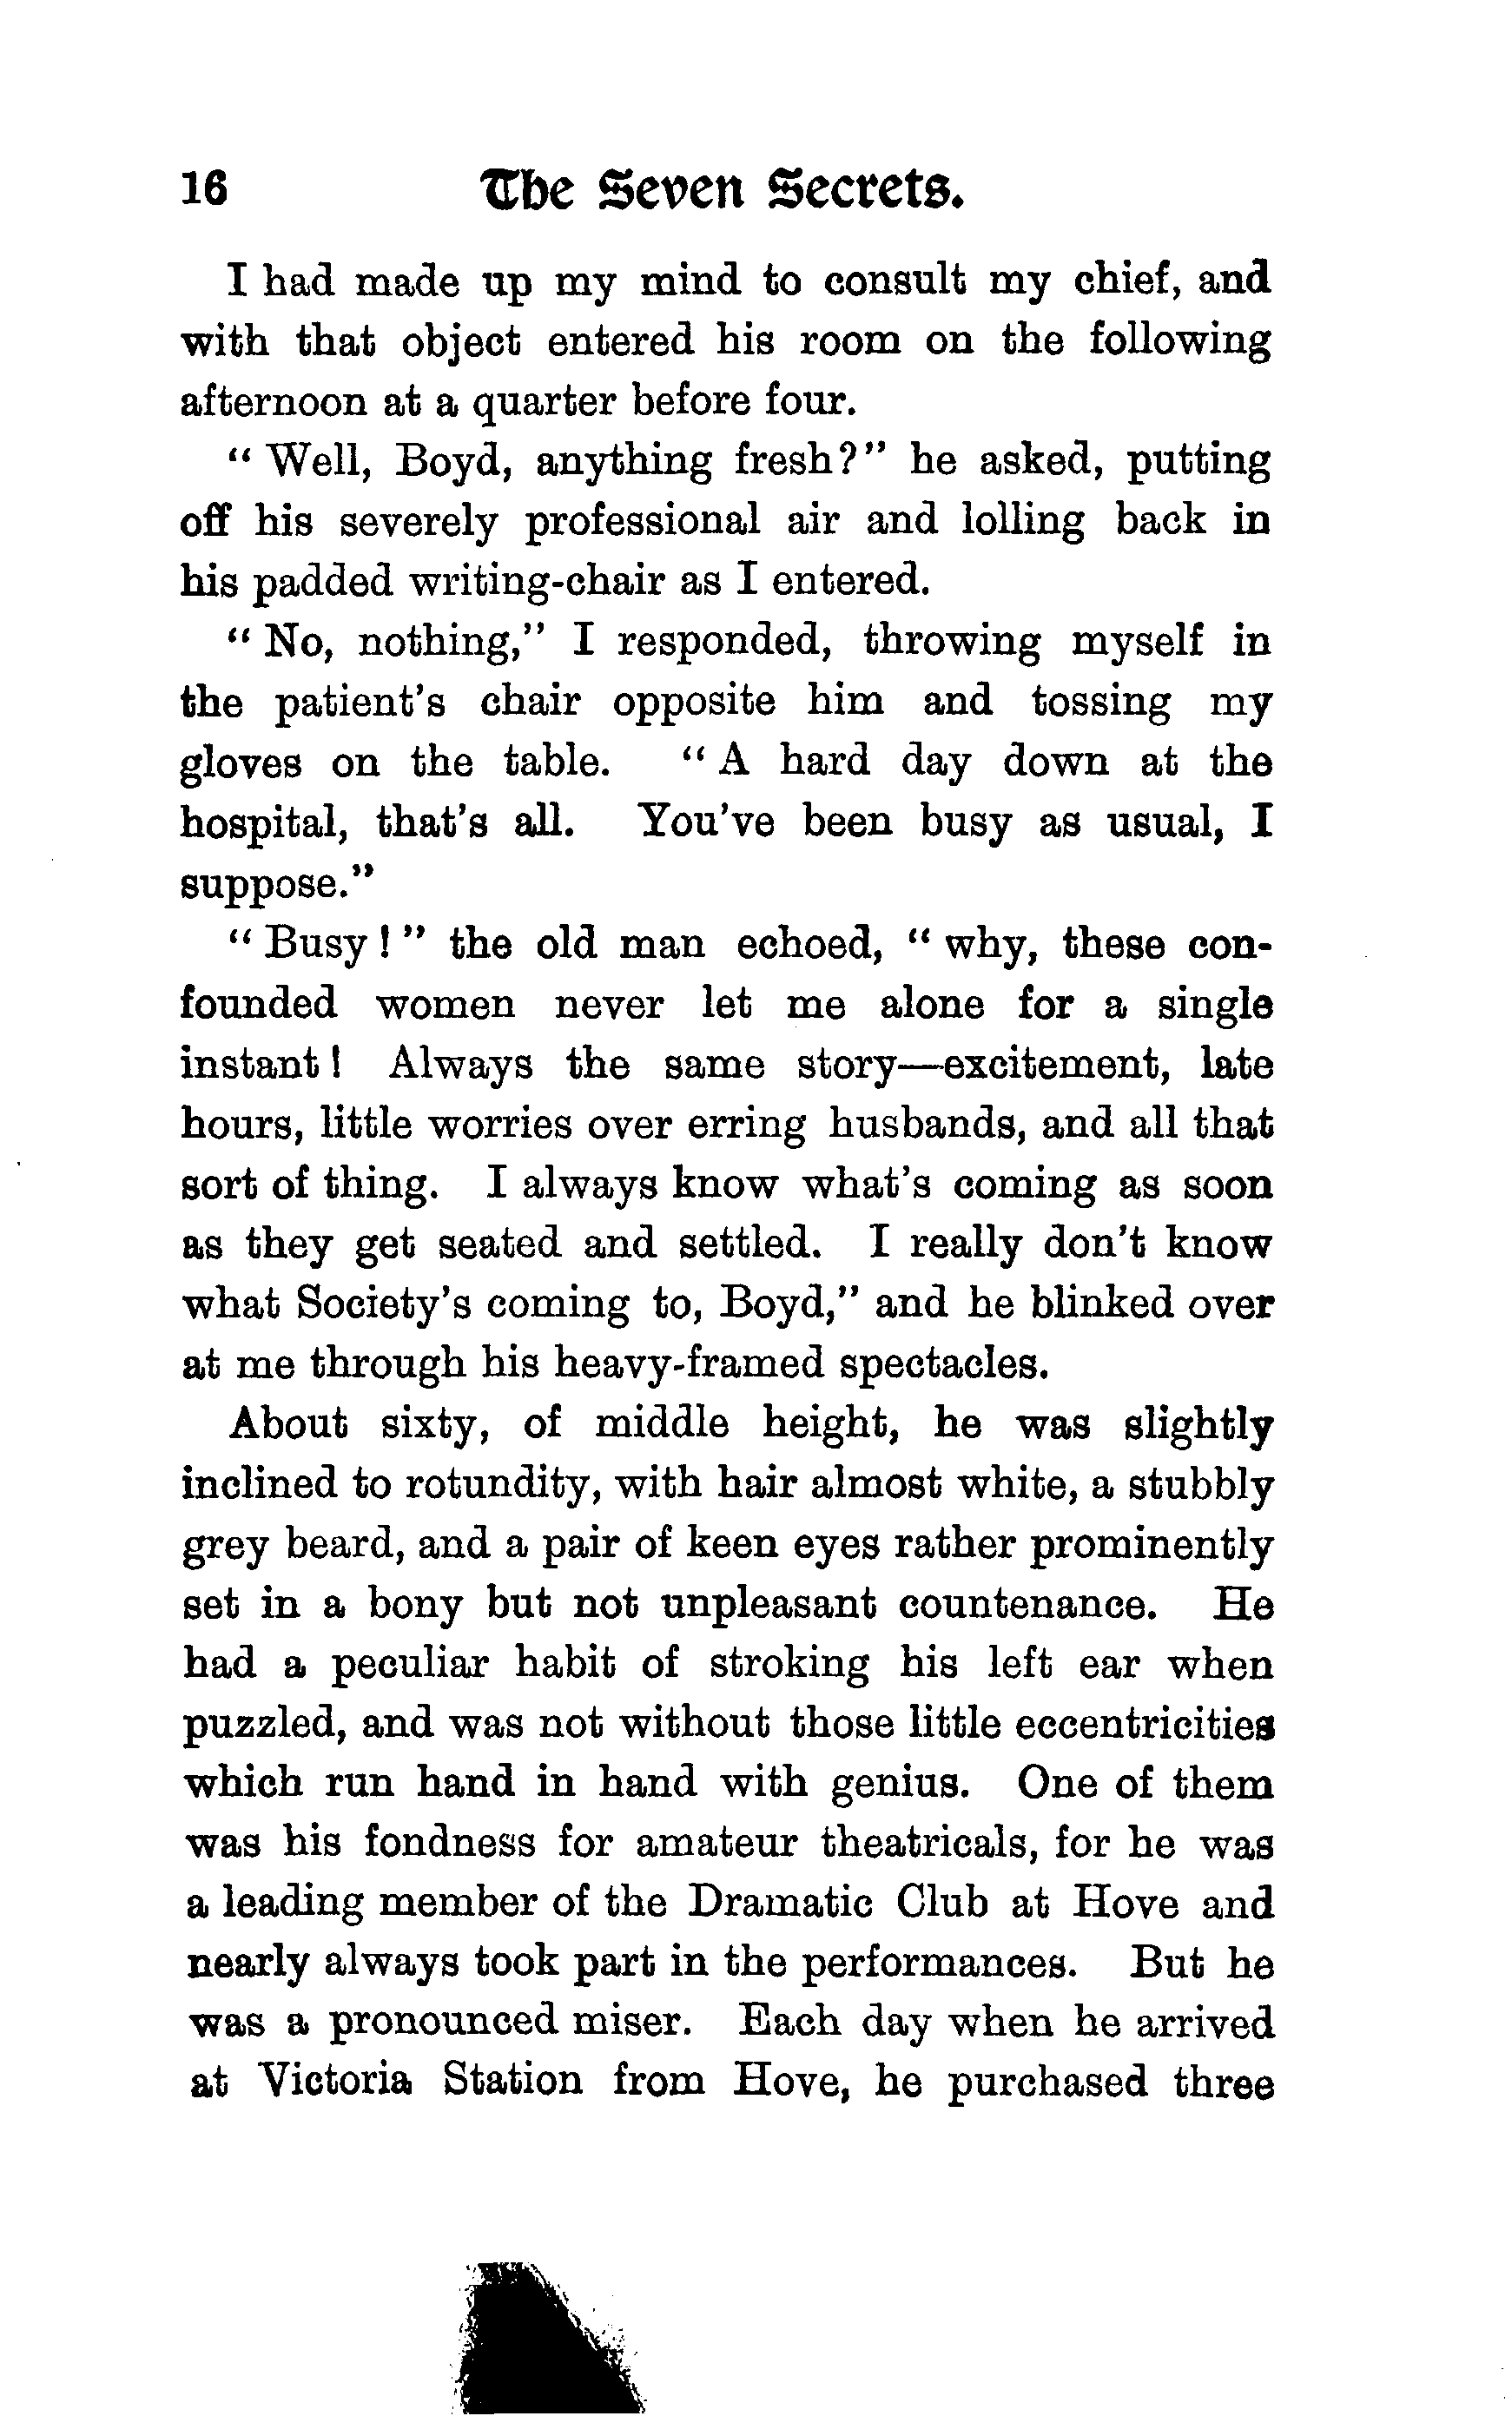 16 The Seven Secrets.
I had made up my mind to consult my chief, and
with that object entered his room on the following
afternoon at a quarter before four.
" Well, Boyd, anything fresh?" he asked, putting
off his severely professional air and lolling back in
his padded writing-chair as I entered.
" No, nothing," I responded, throwing myself in
the patient's chair opposite him and tossing my
gloves on the table. " A hard day down at the
hospital, that's all. You've been busy as usual, I
suppose."
" Busy ! " the old man echoed, " why, these con-
founded women never let me alone for a single
instant ! Always the same story—excitement, late
hours, little worries over erring husbands, and all that
sort of thing. I always know what's coming as soon
as they get seated and settled. I really don't know
what Society's coming to, Boyd," and he blinked over
at me through his heavy-framed spectacles.
About sixty, of middle height, he was slightly
inclined to rotundity, with hair almost white, a stubbly
grey beard, and a pair of keen eyes rather prominently
set in a bony but not unpleasant countenance. He
had a peculiar habit of stroking his left ear when
puzzled, and was not without those little eccentricities
which run hand in hand with genius. One of them
was his fondness for amateur theatricals, for he was
a leading member of the Dramatic Club at Hove and
nearly always took part in the performances. But he
was a pronounced miser. Each day when he arrived
at Victoria Station from Hove, he purchased three